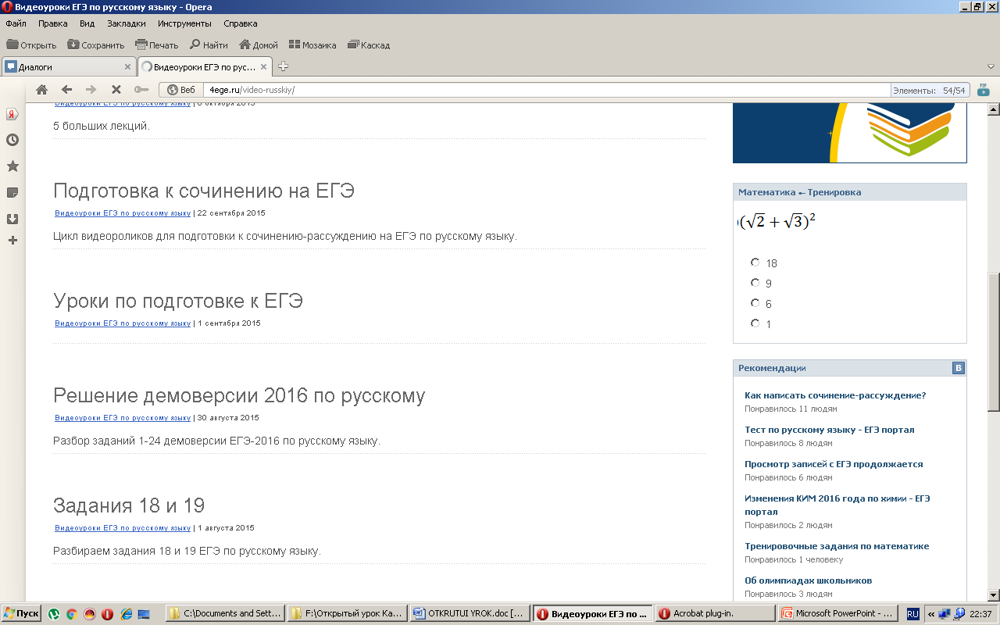 Видеоуроки ЕГЭ по русскому языку - Opera
Файл Правка Вид Закладки Инструменты Справка
Открыть Сохранить Печать Найти Домой Мозаика Каскад
Диалоги Видеоуроки ЕГЭ по рус...
Веб 4ege.ru/video-russkiy/ Элементы: 54/54
Видеоуроки ЕГЭ по русскому языку | октября 2015
5 больших лекций.
Подготовка к сочинению на ЕГЭ
Видеоуроки ЕГЭ по русскому языку | 22 сентября 2015
Цикл видеороликов для подготовки к сочинению-рассуждению на ЕГЭ по русскому языку.
Уроки по подготовке к ЕГЭ
Видеоуроки ЕГЭ по русскому языку | 1 сентября 2015
Решение демоверсии 2016 по русскому
Видеоуроки ЕГЭ по русскому языку | 30 августа 2015
Разбор заданий 1-24 демоверсии ЕГЭ-2016 по русскому языку.
Задания 18 и 19
Видеоуроки ЕГЭ по русскому языку | 1 августа 2015
Разбираем задания 18 и 19 ЕГЭ по русскому языку.
Математика ← Тренировка
(√2 + √3)²
18
9
6
1
Рекомендации B
Как написать сочинение-рассуждение?
Понравилось 11 людям
Тест по русскому языку - ЕГЭ портал
Понравилось 8 людям
Просмотр записей с ЕГЭ продолжается
Понравилось 6 людям
Изменения КИМ 2016 года по химии - ЕГЭ
портал
Понравилось 2 людям
Тренировочные задания по математике
Понравилось 1 человеку
Об олимпиадах школьников
Понравилось 3 людям
Пуск C:\Documents and Sett... F:\Открытый урок Ка... OTKRUTUI YROK.doc [... Видеоуроки ЕГЭ по ... Acrobat plug-in. Microsoft PowerPoint - ... RU « 22:37